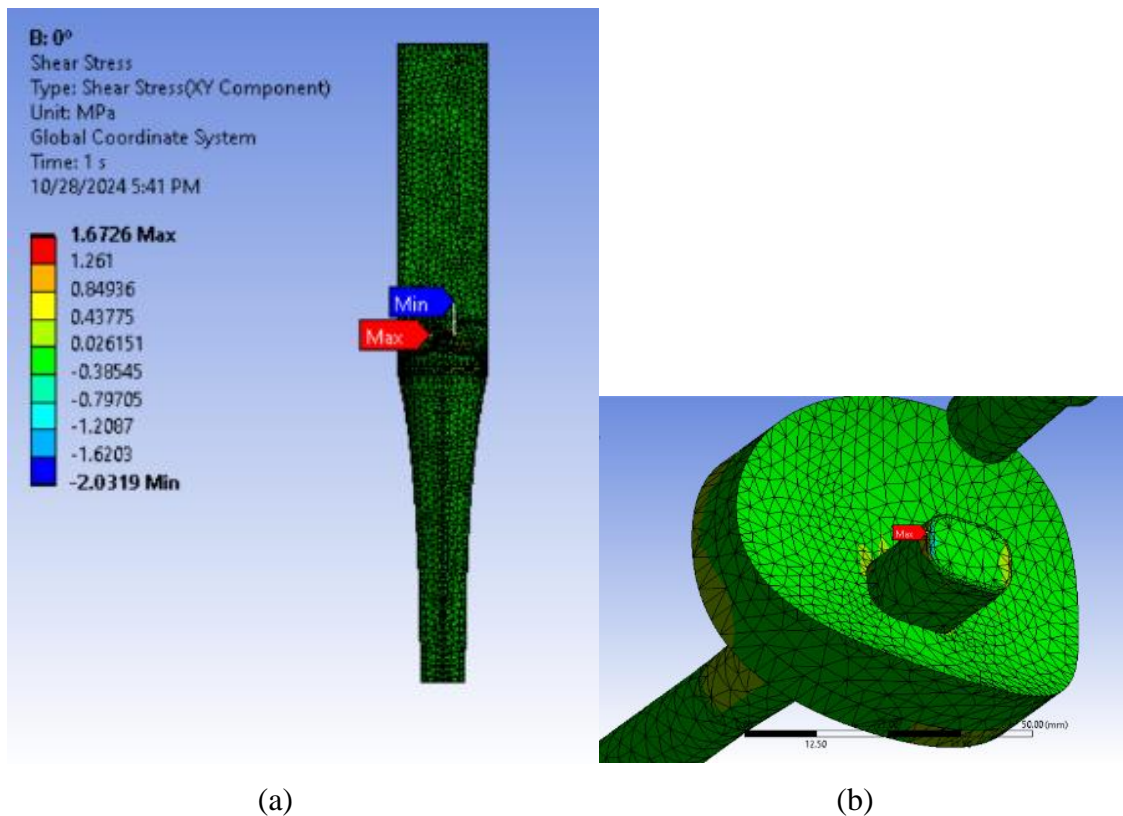 B: 0°
Shear Stress
Type: Shear Stress(XY Component)
Unit: MPa
Global Coordinate System
Time: 1 s
10/28/2024 5:41 PM
1.6726 Max
1.261
0.84936
0.43775
0.026151
-0.38545
-0.79705
-1.2087
-1.6203
-2.0319 Min
Min
Max
Max
50.00 (mm)
12.50
(a)
(b)